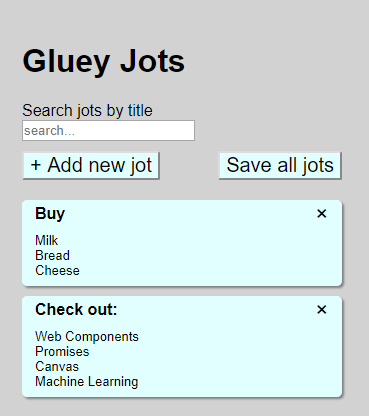 Gluey Jots
Search jots by title
search...
+ Add new jot
Save all jots
Buy
×
Milk
Bread
Cheese
Check out:
×
Web Components
Promises
Canvas
Machine Learning